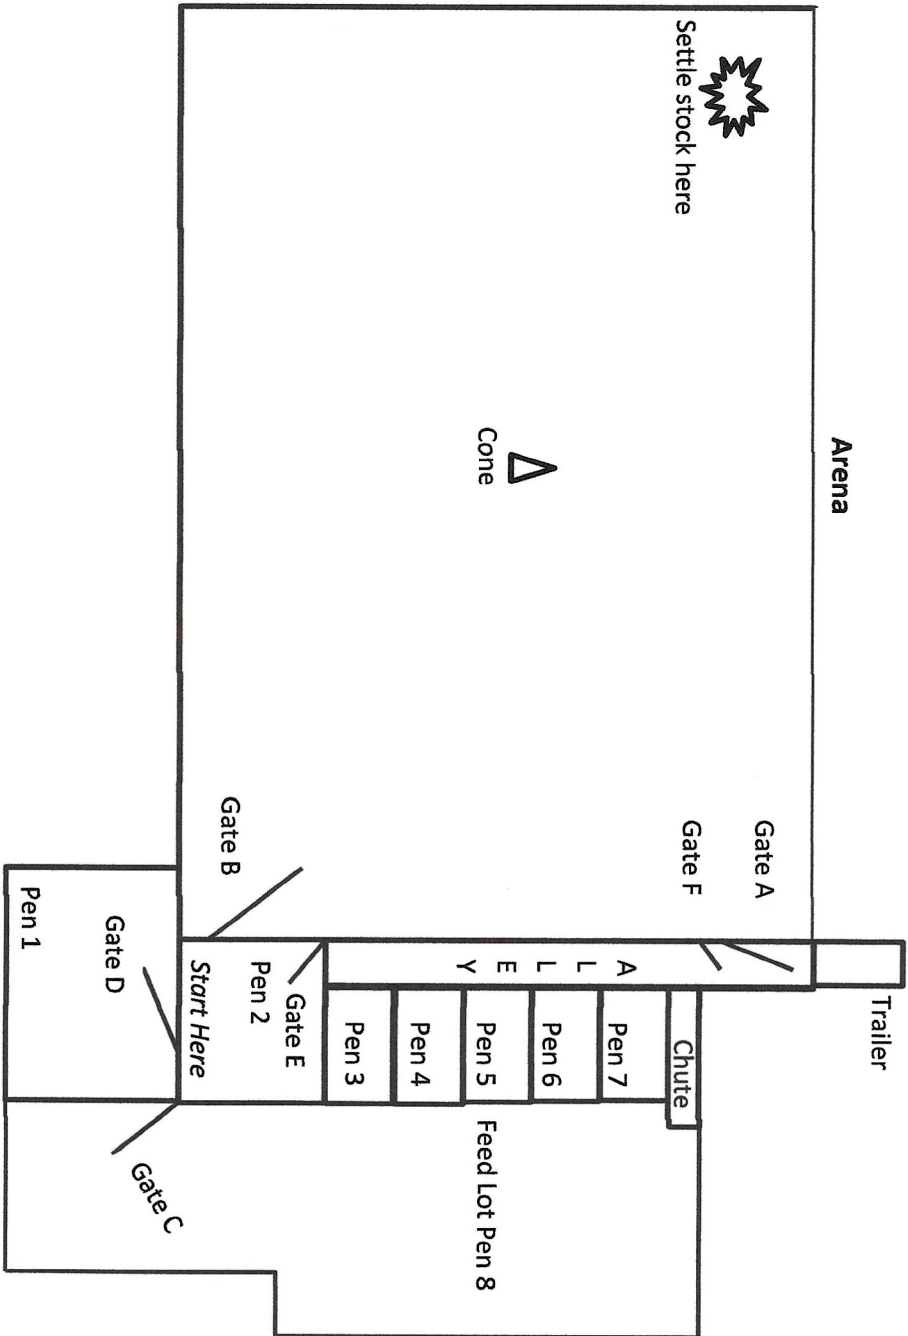 Arena
Settle stock here
Cone
Gate A
Gate F
Gate B
Trailer
ALLEY
Chute
Pen 7
Pen 6
Pen 5
Pen 4
Pen 3
Gate E
Pen 2
Start Here
Gate D
Pen 1
Feed Lot Pen 8
Gate C